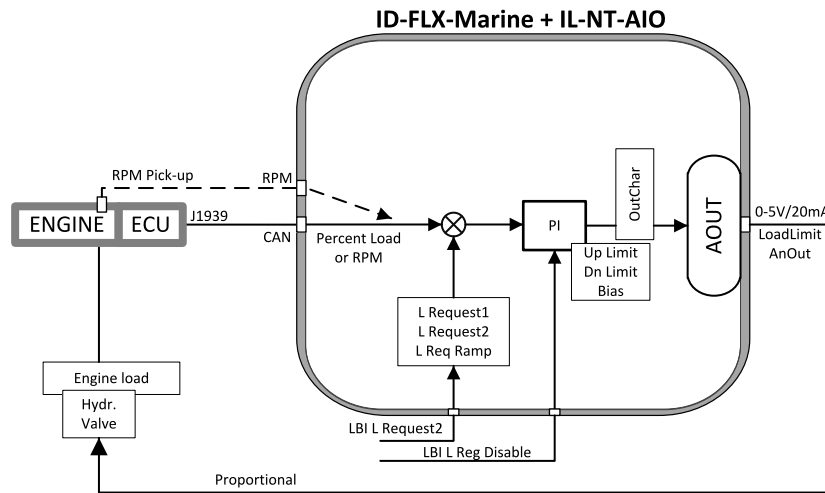 ID-FLX-Marine + IL-NT-AIO
RPM Pick-up
RPM
ENGINE
ECU
J1939
CAN
Percent Load
or RPM
PI
OutChar
Up Limit
Dn Limit
Bias
AOUT
0-5V/20mA
LoadLimit
AnOut
L Request1
L Request2
L Req Ramp
Engine load
Hydr.
Valve
LBI L Request2
LBI L Reg Disable
Proportional